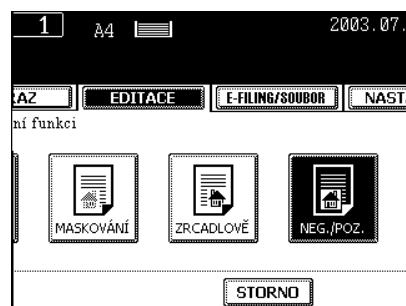 1 A4 2003.07.
AZ EDITACE E-FILING/SOUBOR NAST
ní funkci
MASKOVÁNÍ ZRCADLOVĚ NEG./POZ.
STORNO